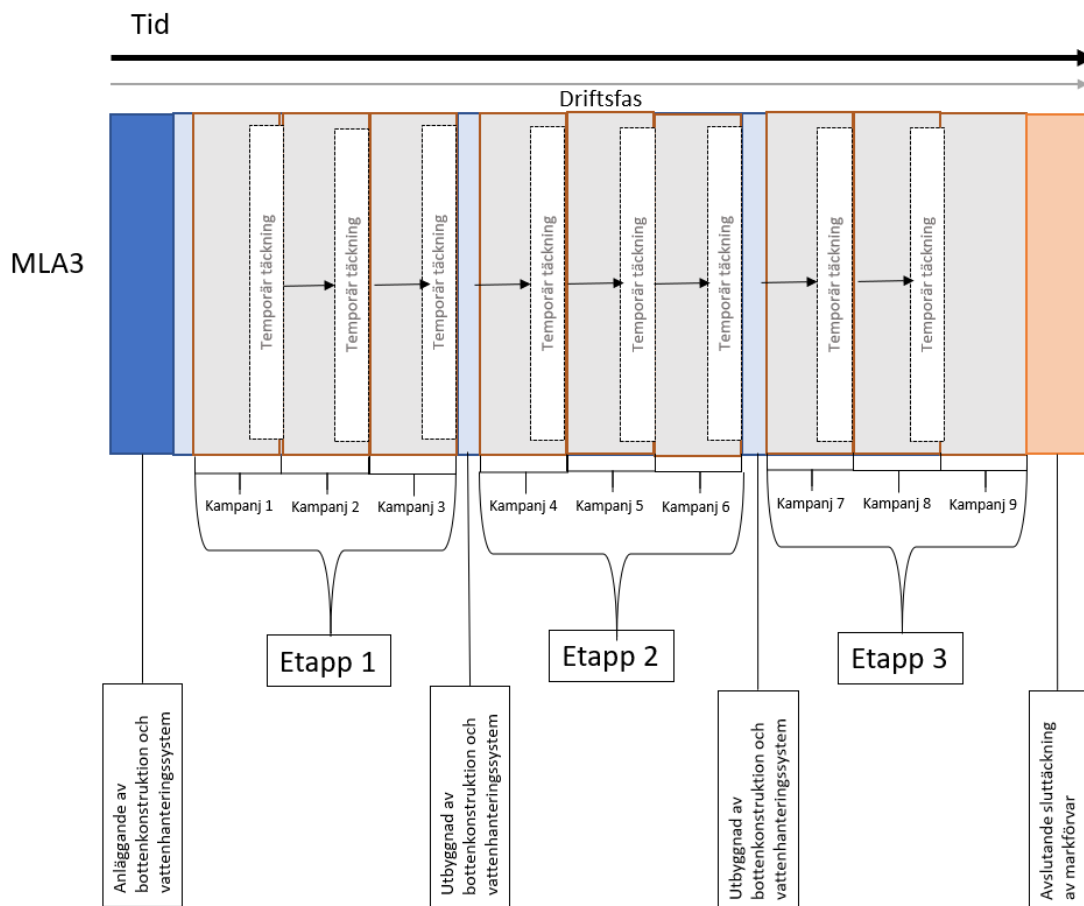 Tid
Driftsfas
MLA3
Temporär täckning
Temporär täckning
Temporär täckning
Temporär täckning
Temporär täckning
Temporär täckning
Temporär täckning
Temporär täckning
Kampanj 1
Kampanj 2
Kampanj 3
Kampanj 4
Kampanj 5
Kampanj 6
Kampanj 7
Kampanj 8
Kampanj 9
Etapp 1
Etapp 2
Etapp 3
Anläggande av
bottenkonstruktion och
vattenhanteringssystem
Utbyggnad av
bottenkonstruktion och
vattenhanteringssystem
Utbyggnad av
bottenkonstruktion och
vattenhanteringssystem
Avslutande sluttäckning
av markförvar